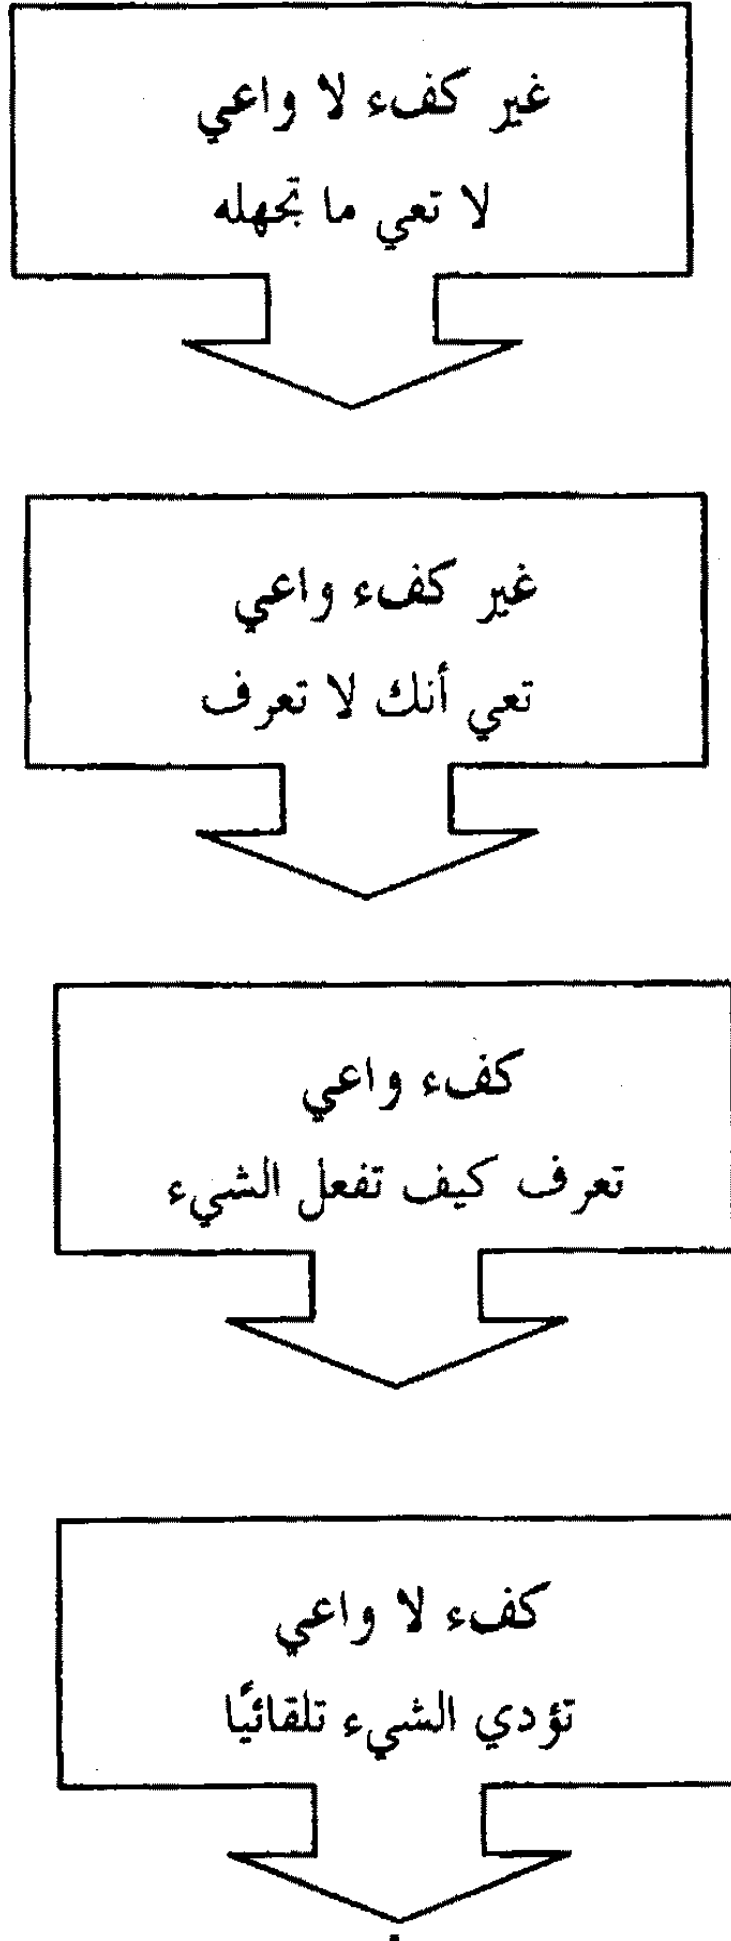 غير كفء لا واعي
لا تعي ما تجهله
غير كفء واعي
تعي أنك لا تعرف
كفء واعي
تعرف كيف تفعل الشيء
كفء لا واعي
تؤدي الشيء تلقائيًا